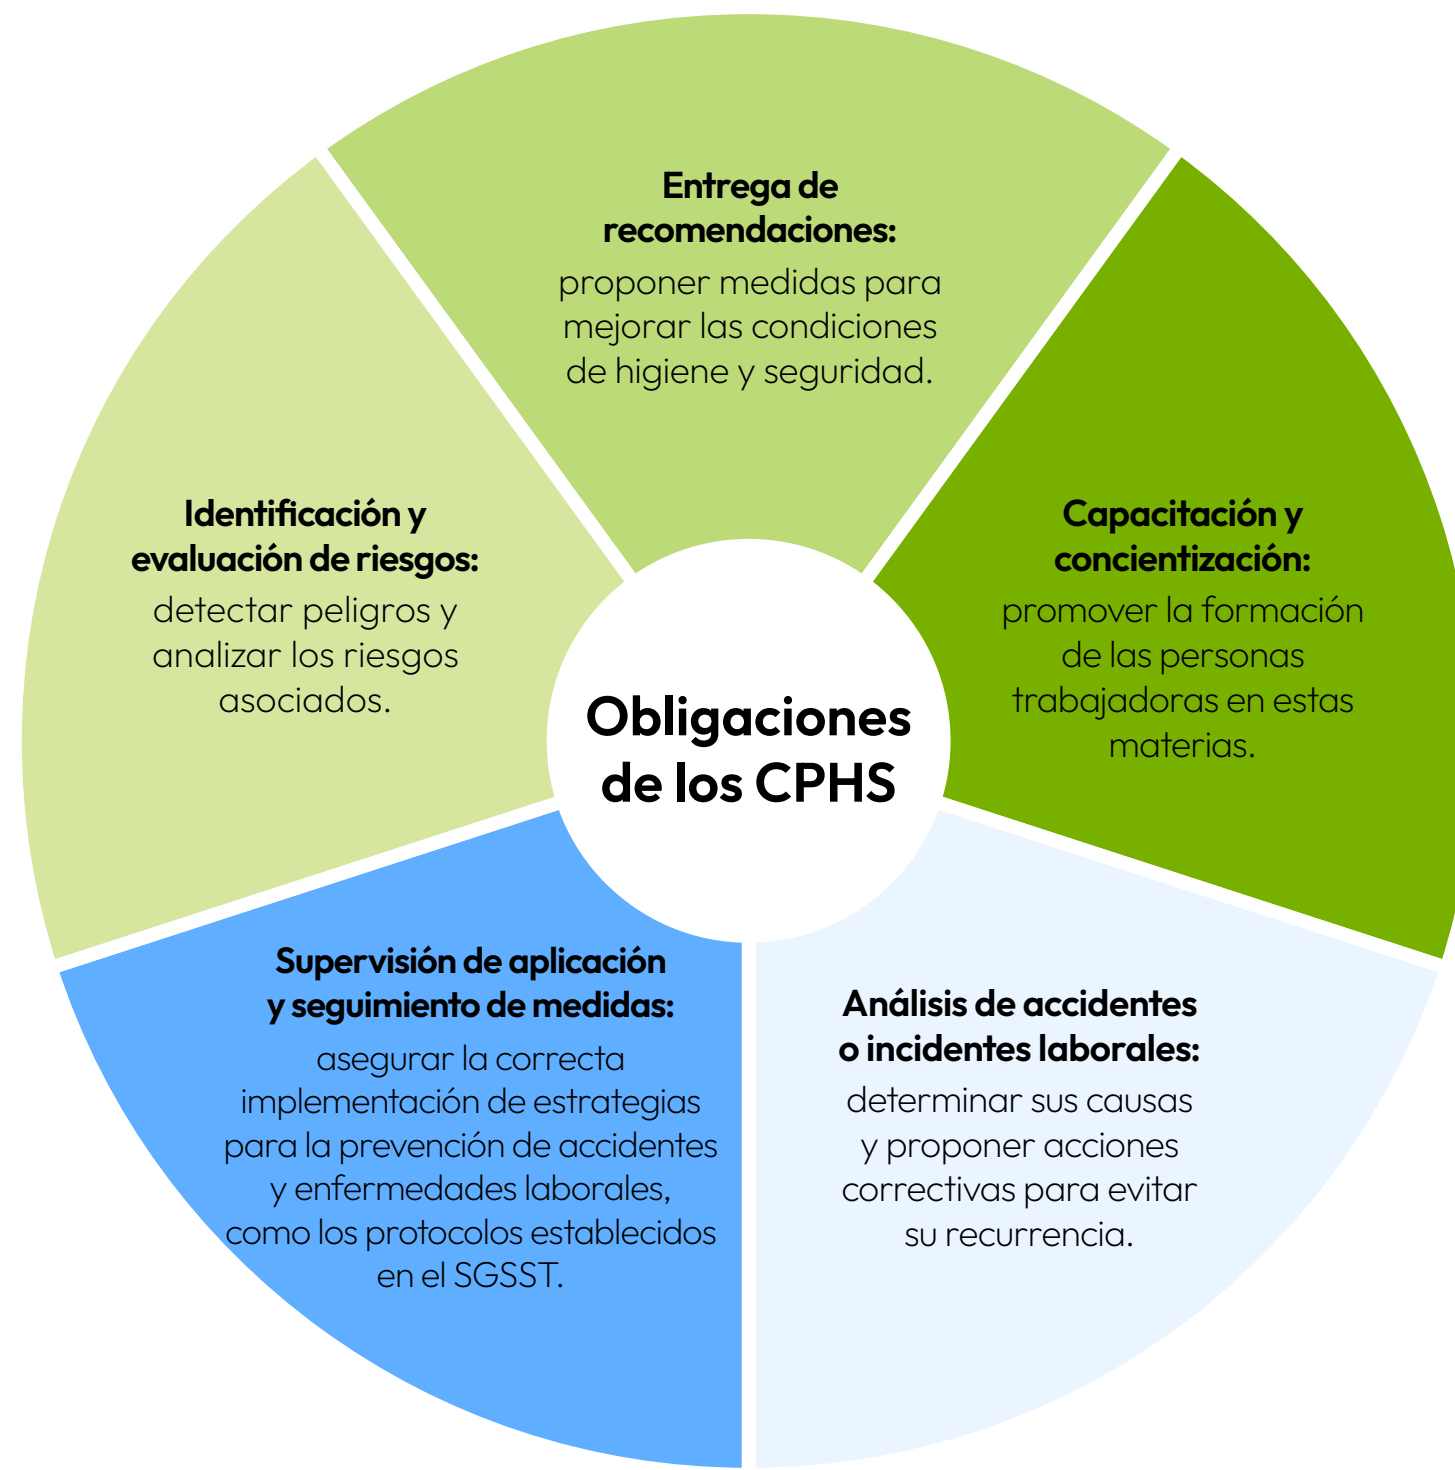 Entrega de
recomendaciones:
proponer medidas para
mejorar las condiciones
de higiene y seguridad.
Identificación y
evaluación de riesgos:
detectar peligros y
analizar los riesgos
asociados.
Capacitación y
concientización:
promover la formación
de las personas
trabajadoras en estas
materias.
Obligaciones
de los CPHS
Supervisión de aplicación
y seguimiento de medidas:
asegurar la correcta
implementación de estrategias
para la prevención de accidentes
y enfermedades laborales,
como los protocolos establecidos
en el SGSST.
Análisis de accidentes
o incidentes laborales:
determinar sus causas
y proponer acciones
correctivas para evitar
su recurrencia.